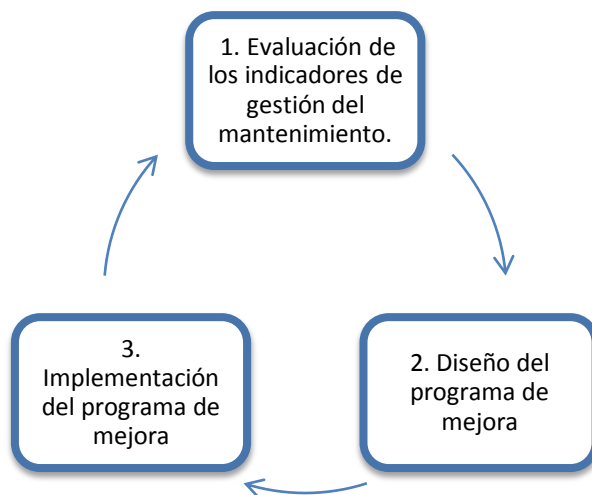 1. Evaluación de
los indicadores de
gestión del
mantenimiento.
2. Diseño del
programa de
mejora
3.
Implementación
del programa de
mejora